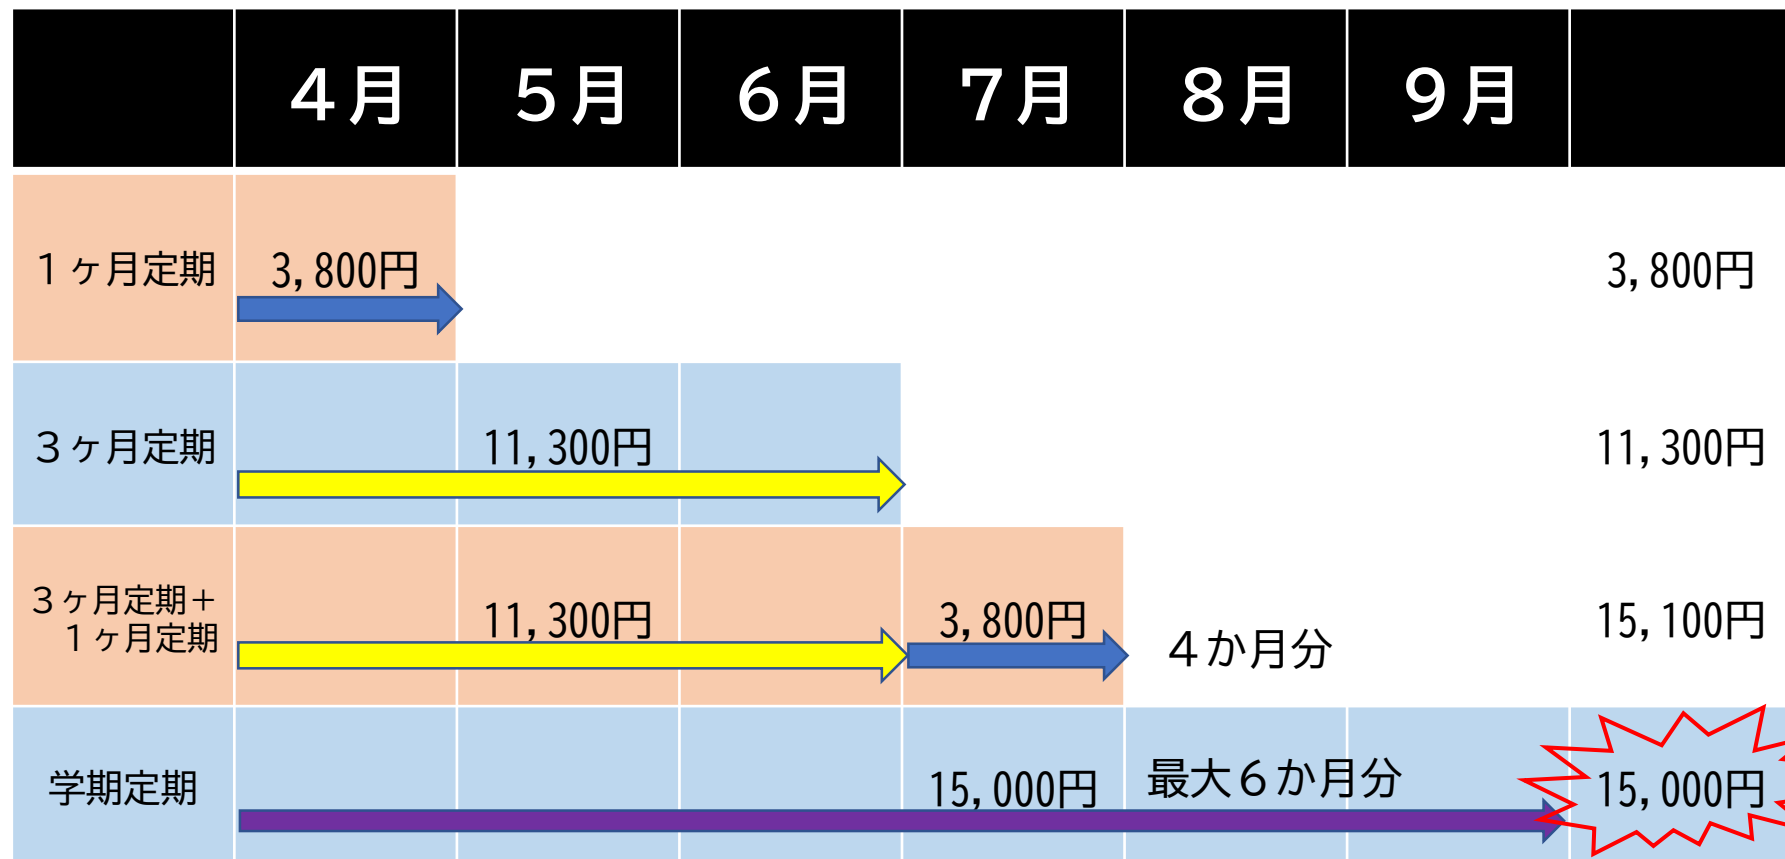 ４月 ５月 ６月 ７月 ８月 ９月
１ヶ月定期 3,800円 3,800円
３ヶ月定期 11,300円 11,300円
３ヶ月定期＋
１ヶ月定期 11,300円 3,800円 ４か月分 15,100円
学期定期 15,000円 最大６か月分 15,000円